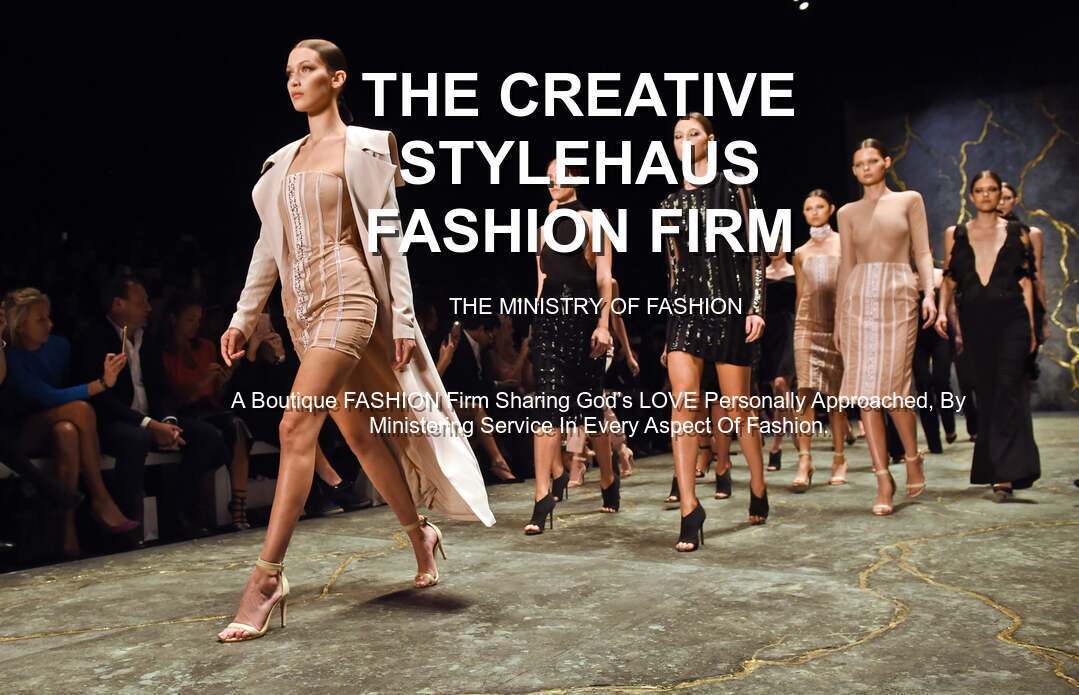 THE CREATIVE
STYLEHAUS
FASHION FIRM
THE MINISTRY OF FASHION
A Boutique FASHION Firm Sharing God's LOVE Personally Approached, By
Ministering Service In Every Aspect Of Fashion.